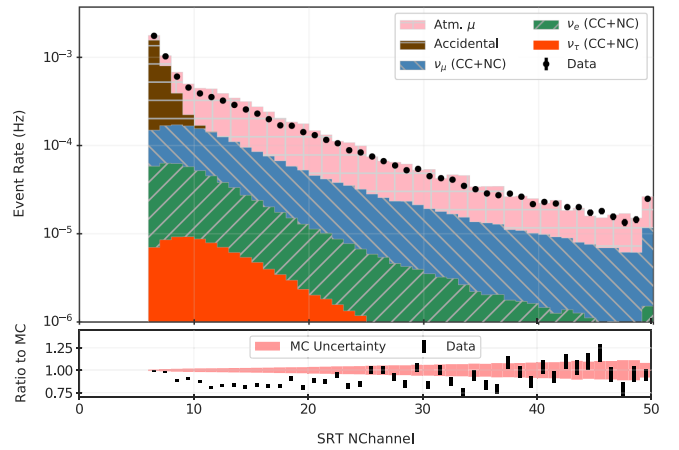 Atm. μ
Accidental
ν_μ (CC+NC)
ν_e (CC+NC)
ν_τ (CC+NC)
Data
Event Rate (Hz)
10⁻³
10⁻⁴
10⁻⁵
10⁻⁶
MC Uncertainty
Data
Ratio to MC
1.25
1.00
0.75
0 10 20 30 40 50
SRT NChannel